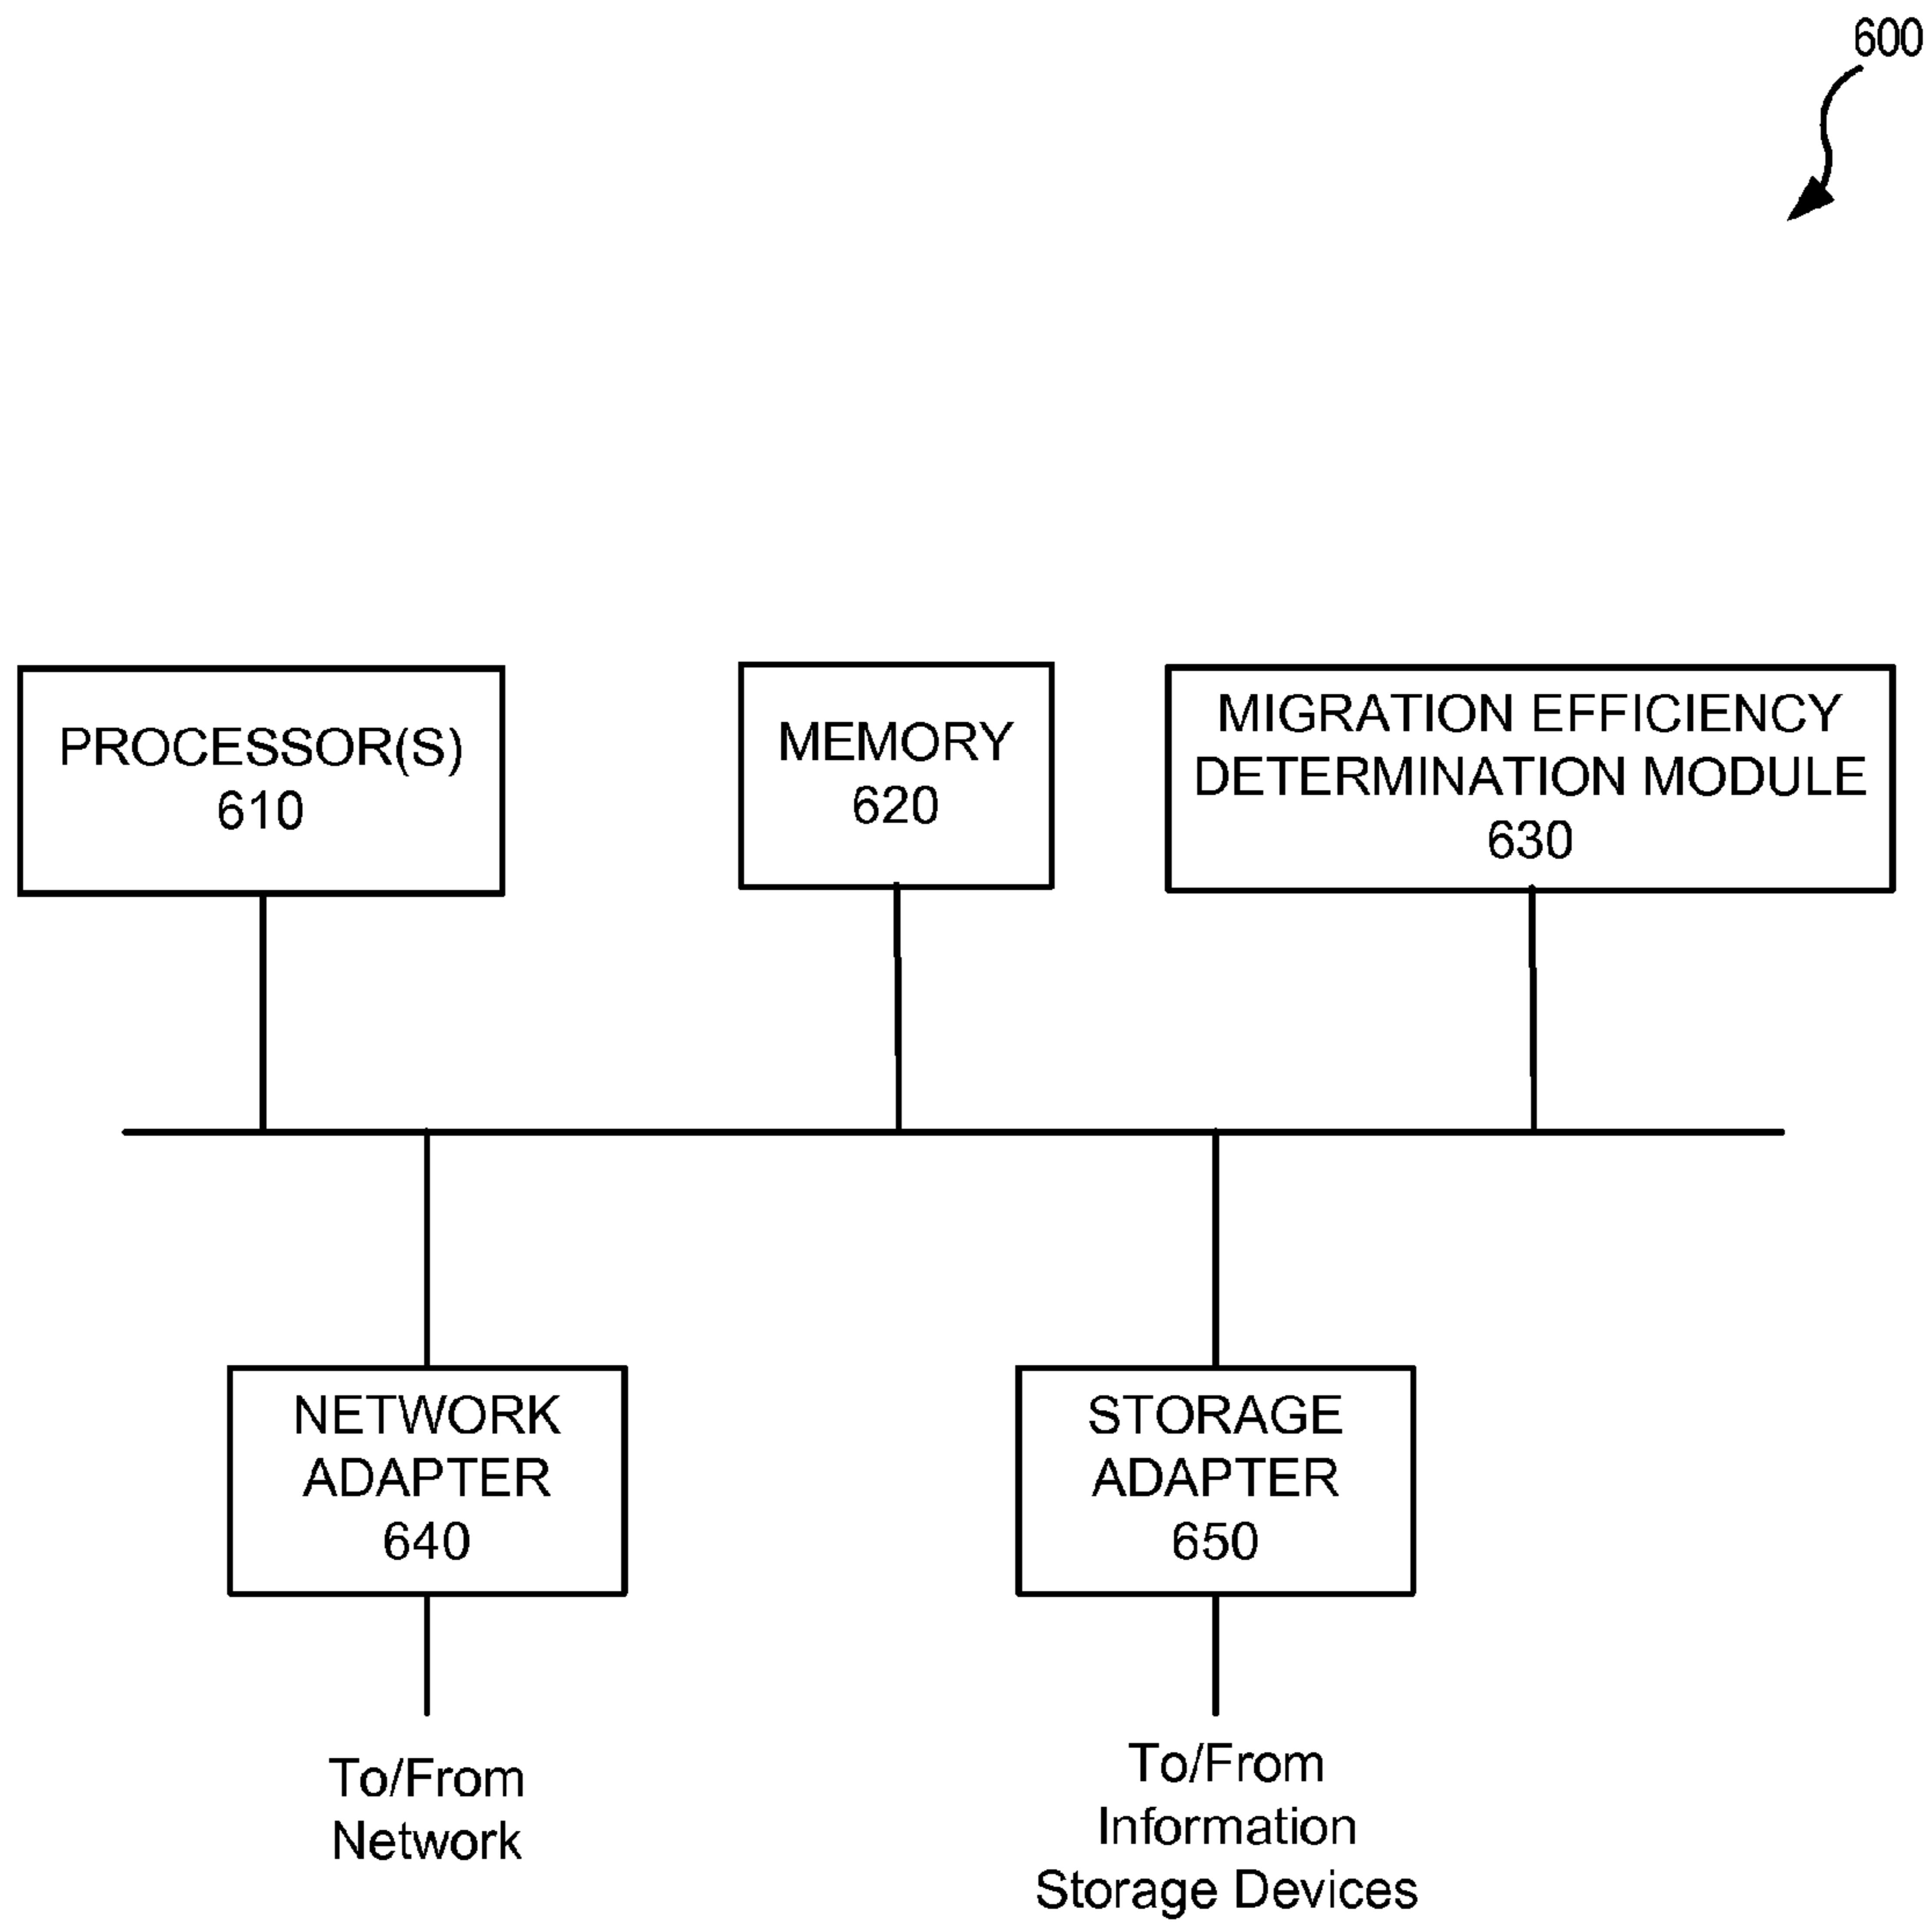 600
PROCESSOR(S)
610
MEMORY
620
MIGRATION EFFICIENCY
DETERMINATION MODULE
630
NETWORK
ADAPTER
640
STORAGE
ADAPTER
650
To/From
Network
To/From
Information
Storage Devices